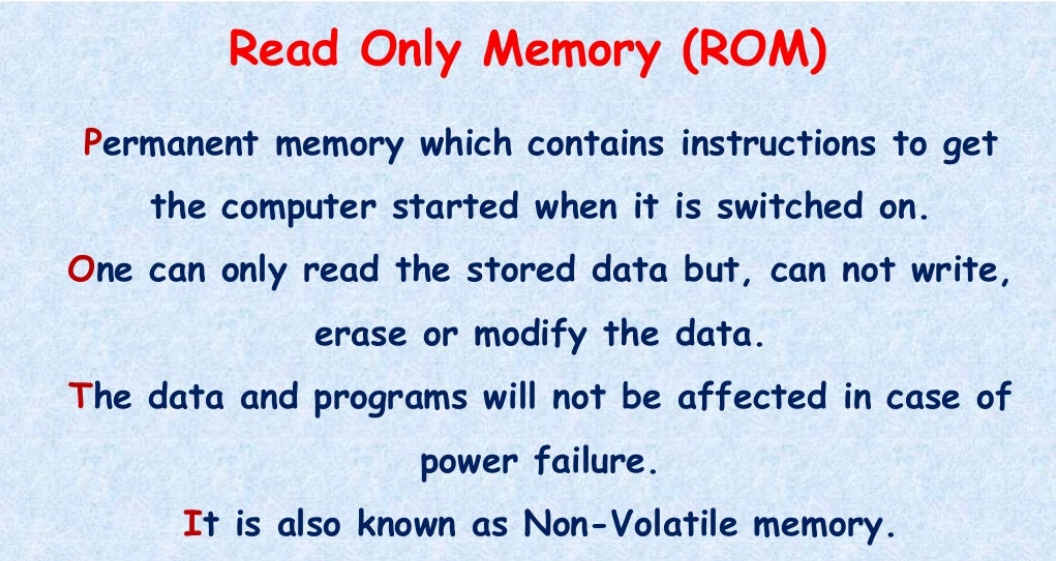 Read Only Memory (ROM)
Permanent memory which contains instructions to get
the computer started when it is switched on.
One can only read the stored data but, can not write,
erase or modify the data.
The data and programs will not be affected in case of
power failure.
It is also known as Non-Volatile memory.